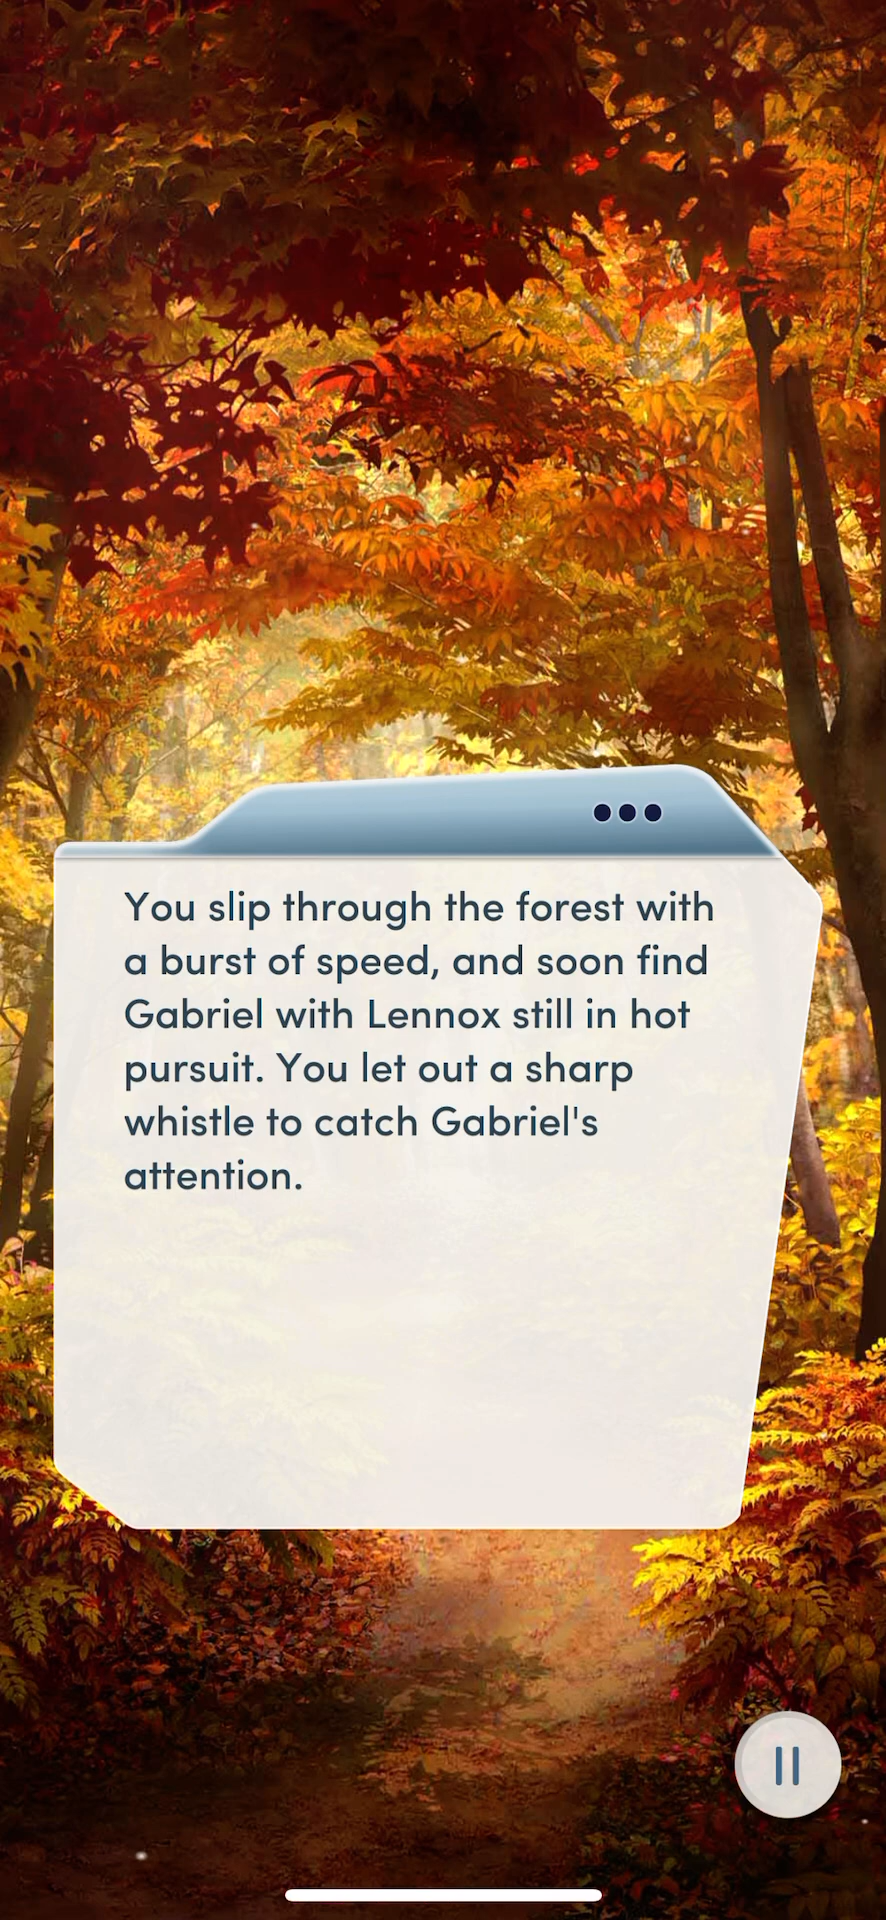 You slip through the forest with
a burst of speed, and soon find
Gabriel with Lennox still in hot
pursuit. You let out a sharp
whistle to catch Gabriel's
attention.